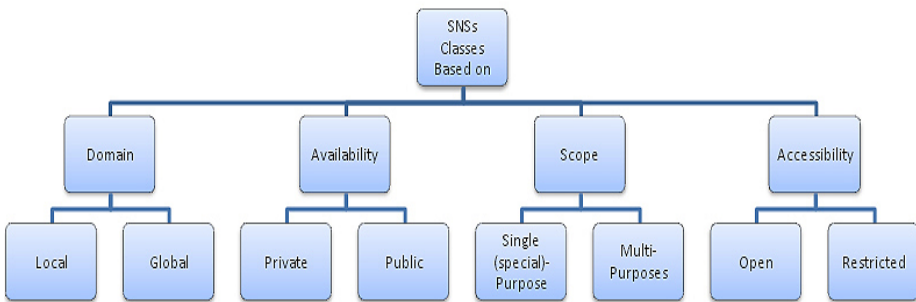 SNSs
Classes
Based on
Domain
Availability
Scope
Accessibility
Local
Global
Private
Public
Single
(special)-
Purpose
Multi-
Purposes
Open
Restricted